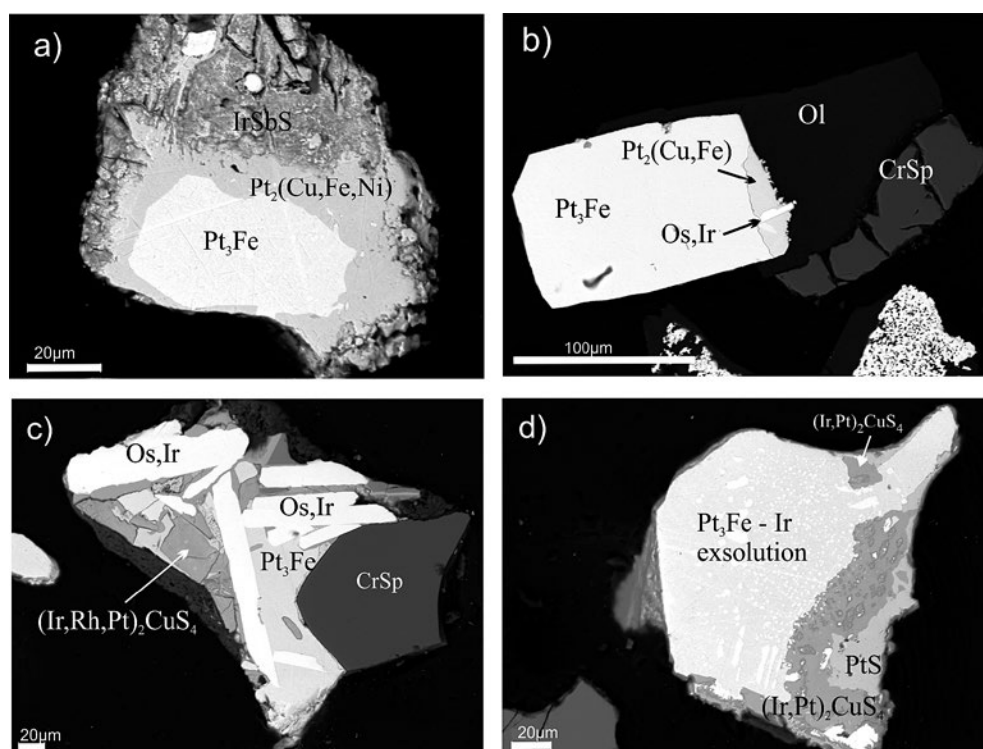 a)
IrSbS
Pt₂(Cu,Fe,Ni)
Pt₃Fe
20µm
b)
Ol
Pt₂(Cu,Fe)
CrSp
Pt₃Fe
Os,Ir
100µm
c)
Os,Ir
Os,Ir
Pt₃Fe
CrSp
(Ir,Rh,Pt)₂CuS₄
20µm
d)
(Ir,Pt)₂CuS₄
Pt₃Fe - Ir
exsolution
PtS
(Ir,Pt)₂CuS₄
20µm